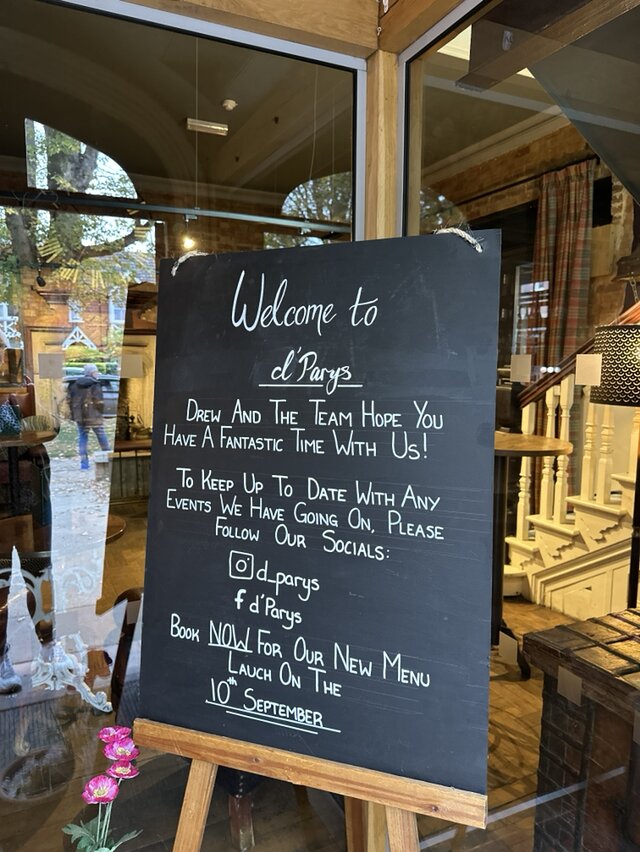 Welcome to
d'Parys
Drew And The Team Hope You
Have A Fantastic Time With Us!
To Keep Up To Date With Any
Events We Have Going On, Please
Follow Our Socials:
d_parys
f d'Parys
Book NOW For Our New Menu
Lauch On The
10th September